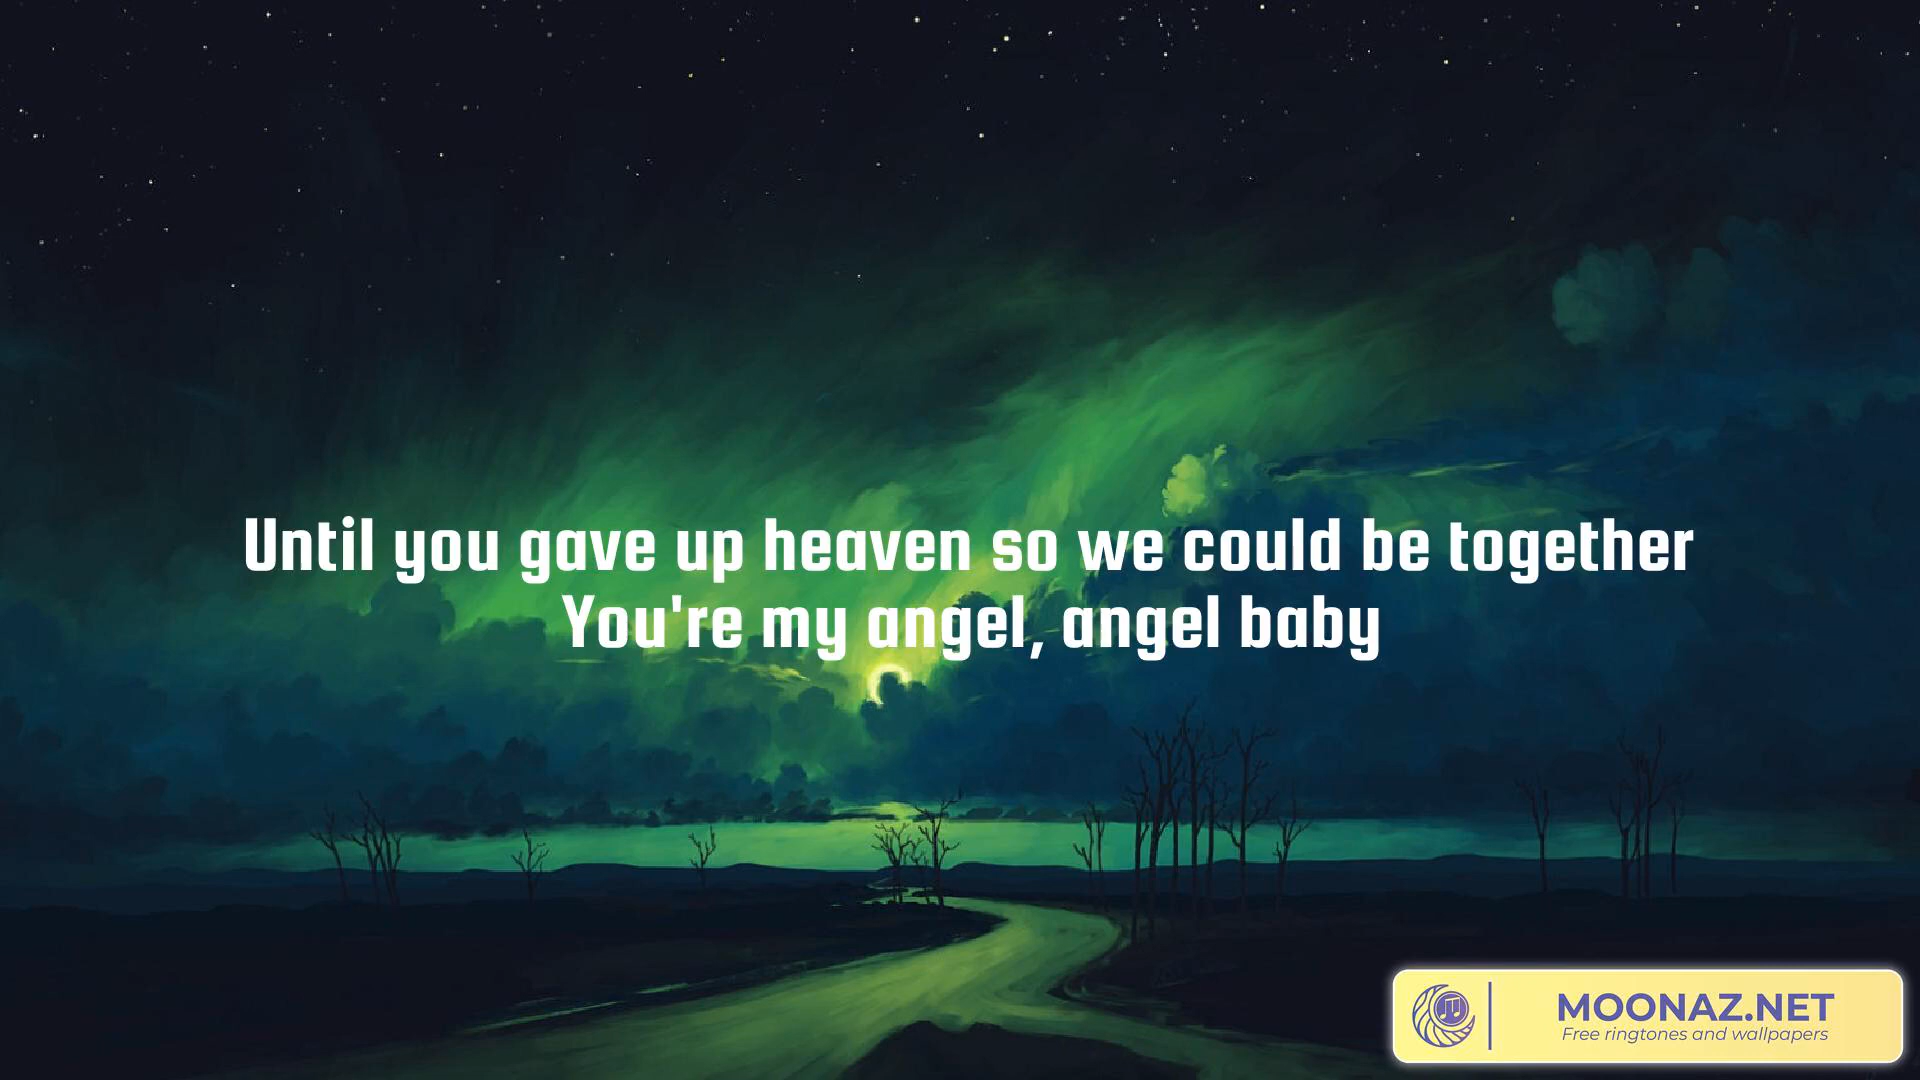 Until you gave up heaven so we could be together
You're my angel, angel baby
MOONAZ.NET
Free ringtones and wallpapers